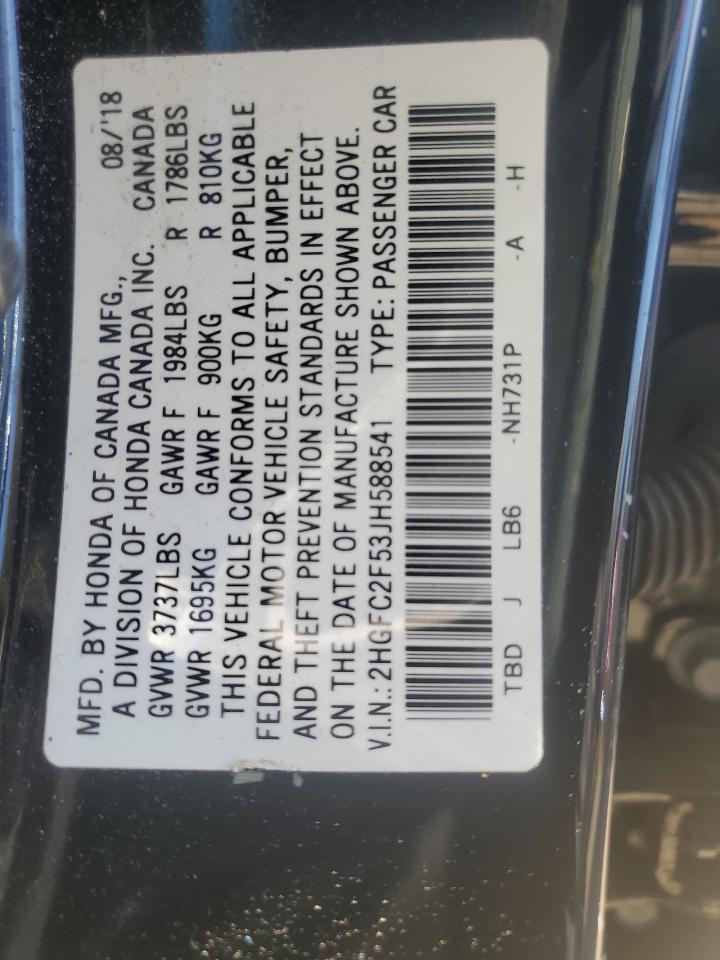 MFD. BY HONDA OF CANADA MFG., 08/'18
A DIVISION OF HONDA CANADA INC. CANADA
GVWR 3737LBS GAWR F 1984LBS R 1786LBS
GVWR 1695KG GAWR F 900KG R 810KG
THIS VEHICLE CONFORMS TO ALL APPLICABLE
FEDERAL MOTOR VEHICLE SAFETY, BUMPER,
AND THEFT PREVENTION STANDARDS IN EFFECT
ON THE DATE OF MANUFACTURE SHOWN ABOVE.
V.I.N.: 2HGFC2F53JH588541 TYPE: PASSENGER CAR
TBD J LB6 -NH731P -A -H